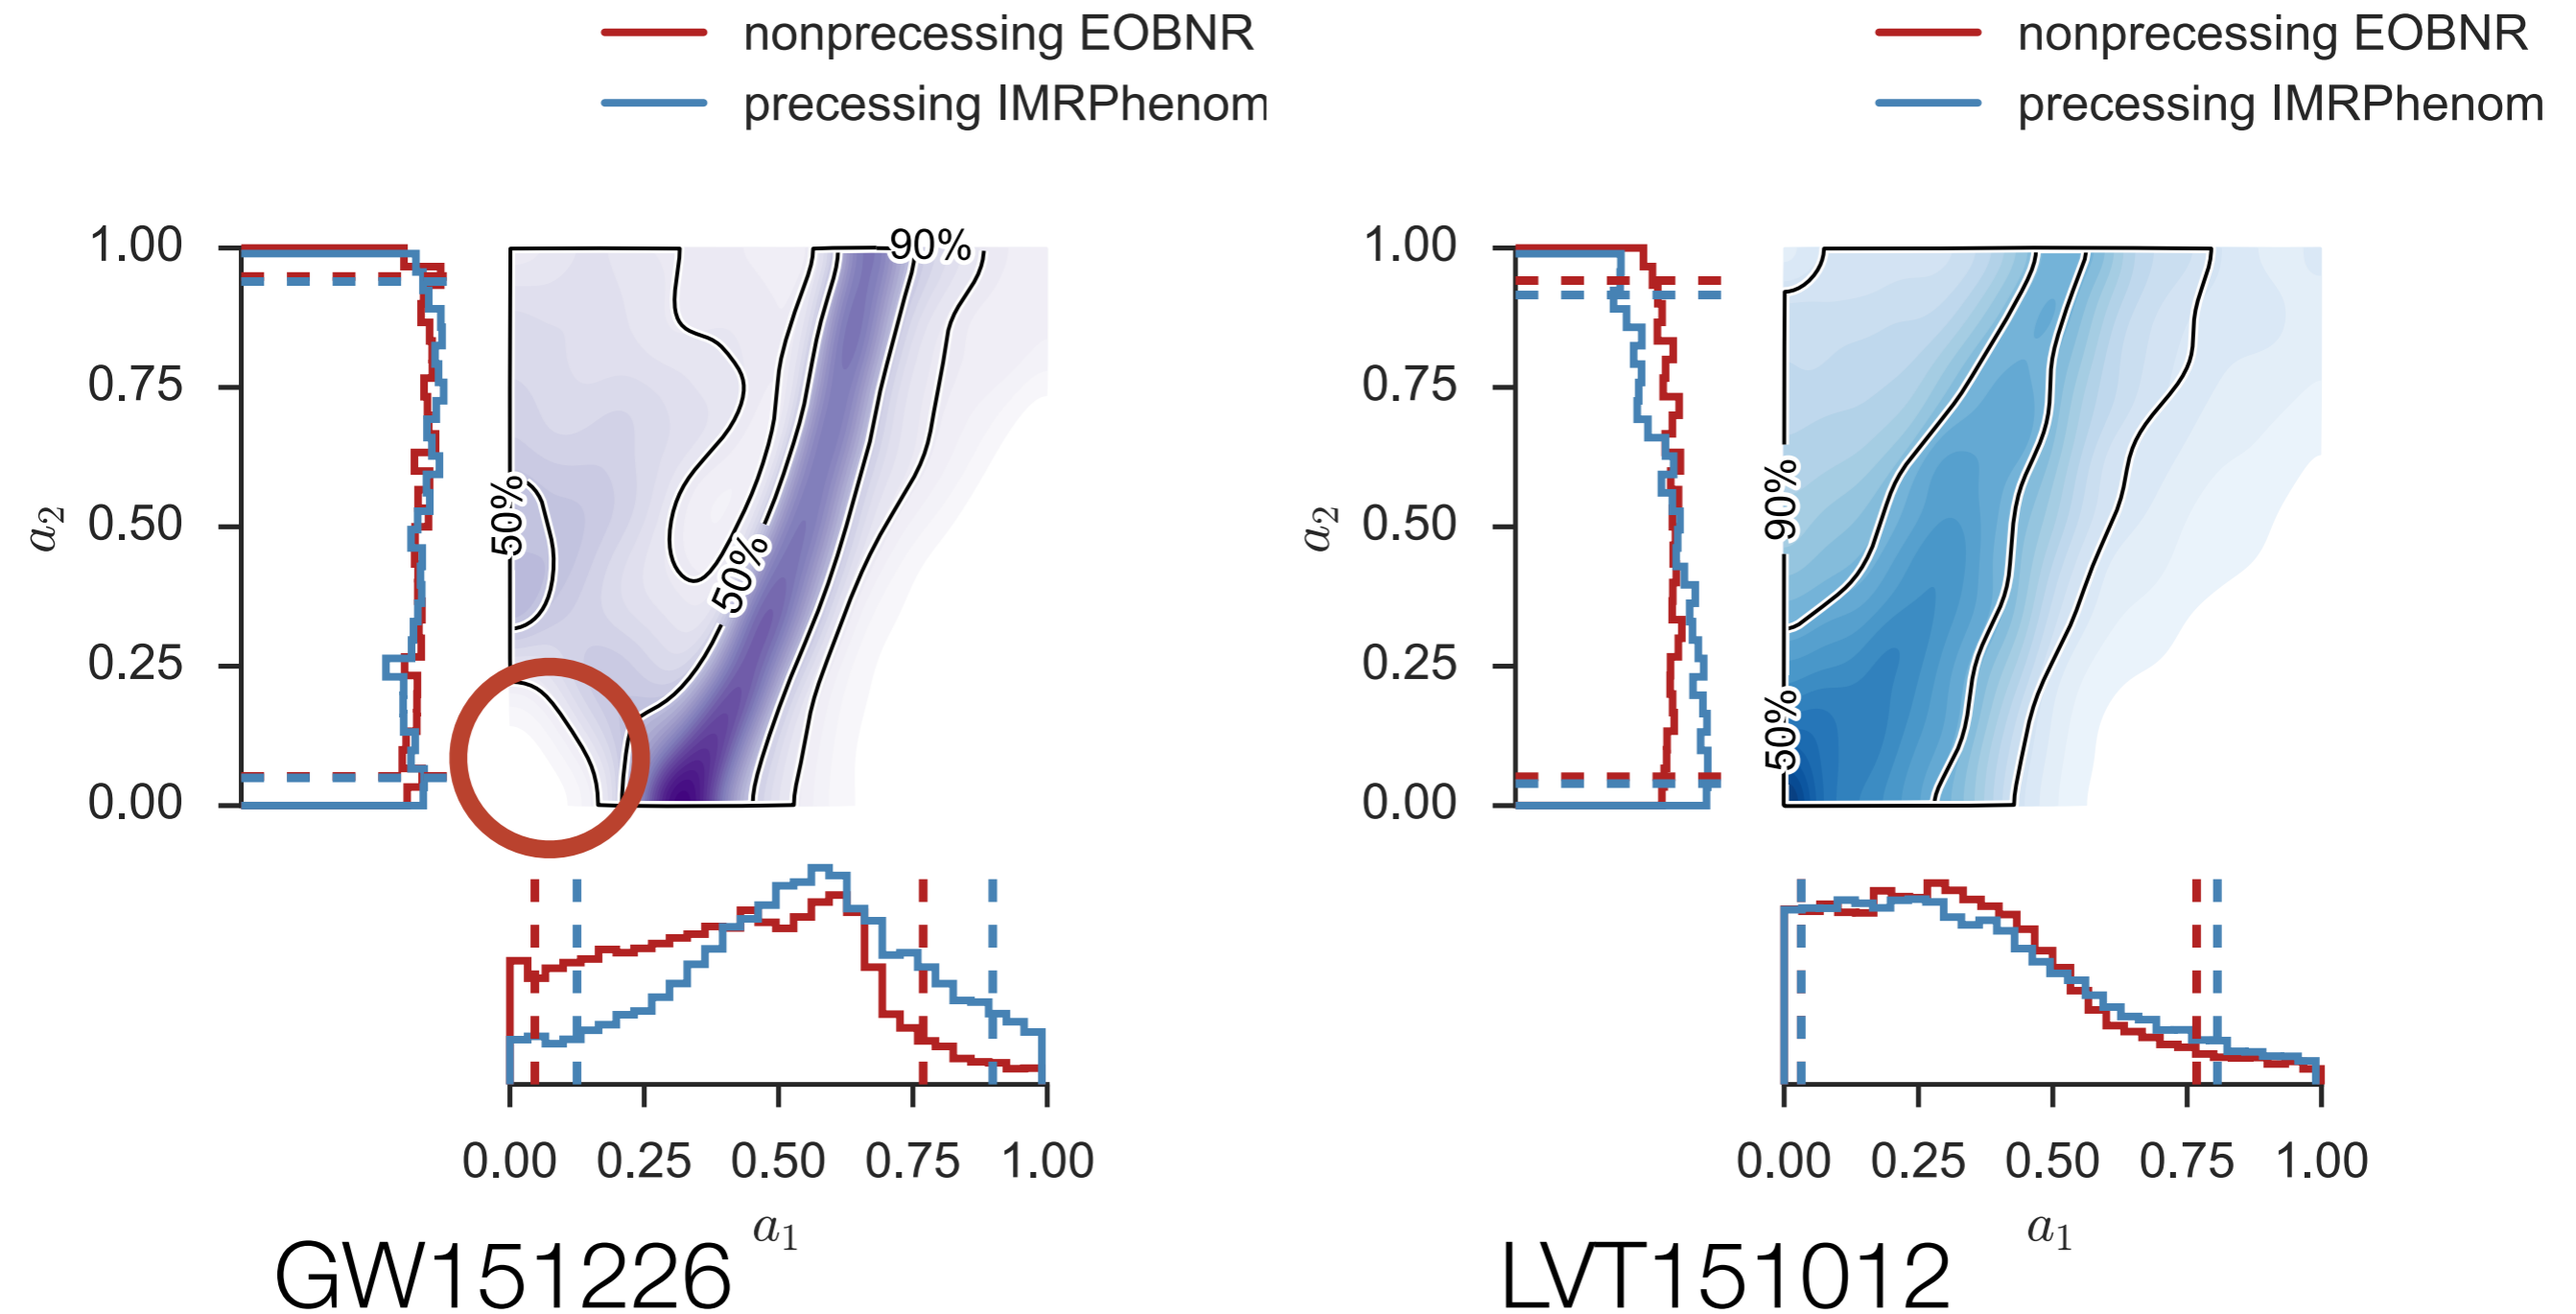 nonprecessing EOBNR
precessing IMRPhenom
90%
1.00
0.75
50%
a2
0.50
50%
0.25
0.00
0.00 0.25 0.50 0.75 1.00
a1
GW151226
nonprecessing EOBNR
precessing IMRPhenom
1.00
0.75
90%
a2
0.50
0.25
50%
0.00
0.00 0.25 0.50 0.75 1.00
a1
LVT151012